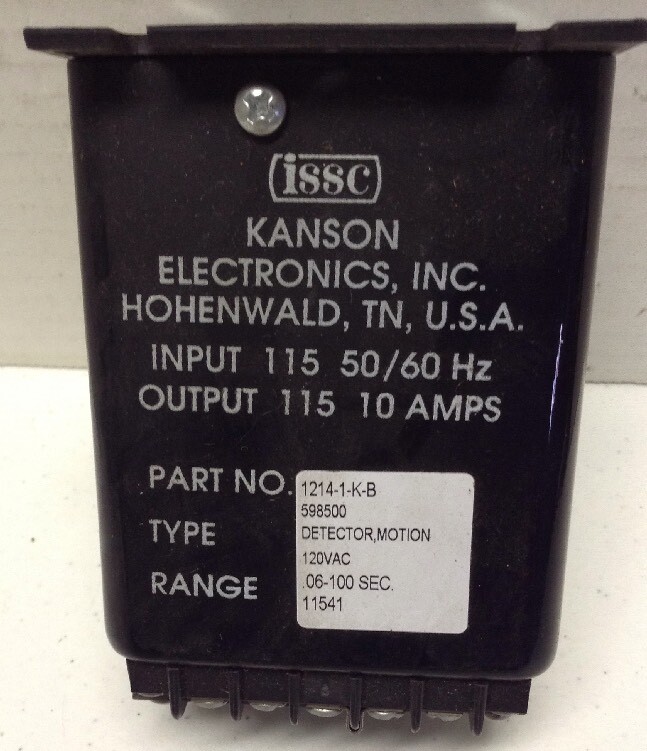 issc
KANSON
ELECTRONICS, INC.
HOHENWALD, TN, U.S.A.
INPUT 115 50/60 Hz
OUTPUT 115 10 AMPS
PART NO. 1214-1-K-B
598500
TYPE DETECTOR,MOTION
120VAC
RANGE .06-100 SEC.
11541